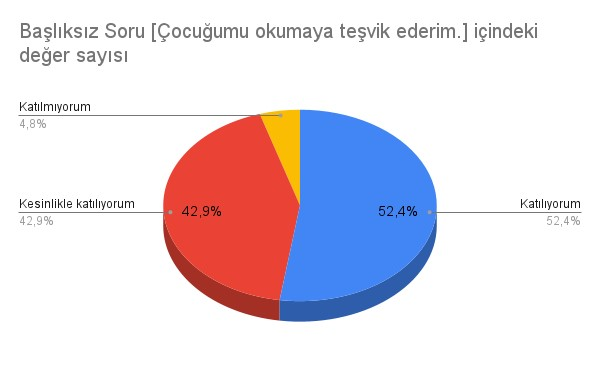 Başlıksız Soru [Çocuğumu okumaya teşvik ederim.] içindeki
değer sayısı
Katılmıyorum
4,8%
Kesinlikle katılıyorum
42,9%
42,9%
52,4%
Katılıyorum
52,4%